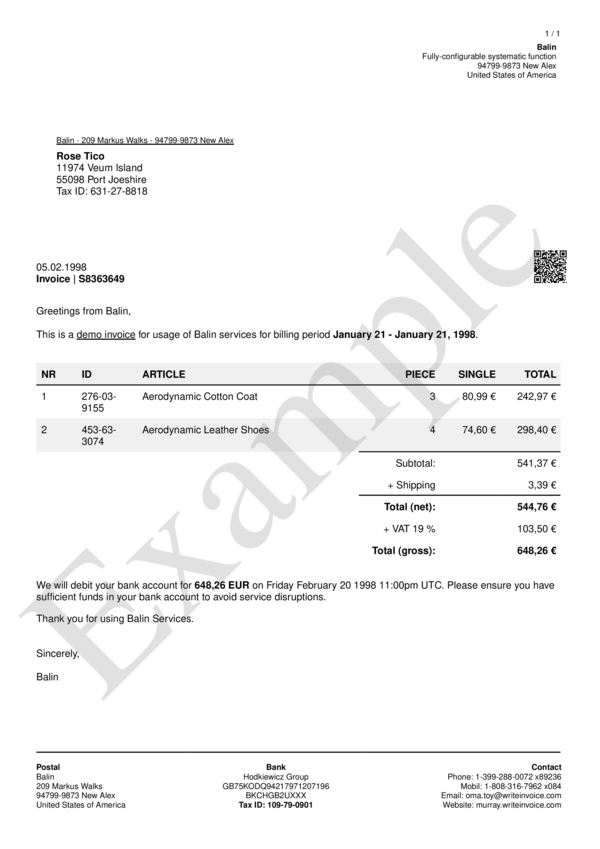 1 / 1
Balin
Fully-configurable systematic function
94799-9873 New Alex
United States of America
Balin - 209 Markus Walks - 94799-9873 New Alex
Rose Tico
11974 Veum Island
55098 Port Joeshire
Tax ID: 631-27-8818
05.02.1998
Invoice | S8363649
Greetings from Balin,
This is a demo invoice for usage of Balin services for billing period January 21 - January 21, 1998.
NR ID ARTICLE PIECE SINGLE TOTAL
1 276-03- Aerodynamic Cotton Coat 3 80,99 € 242,97 €
9155
2 453-63- Aerodynamic Leather Shoes 4 74,60 € 298,40 €
3074
Subtotal: 541,37 €
+ Shipping 3,39 €
Total (net): 544,76 €
+ VAT 19 % 103,50 €
Total (gross): 648,26 €
We will debit your bank account for 648,26 EUR on Friday February 20 1998 11:00pm UTC. Please ensure you have
sufficient funds in your bank account to avoid service disruptions.
Thank you for using Balin Services.
Sincerely,
Balin
Example
Postal Bank Contact
Balin Hodkiewicz Group Phone: 1-399-288-0072 x89236
209 Markus Walks GB75KODQ94217971207196 Mobil: 1-808-316-7962 x084
94799-9873 New Alex BKCHGB2UXXX Email: oma.toy@writeinvoice.com
United States of America Tax ID: 109-79-0901 Website: murray.writeinvoice.com